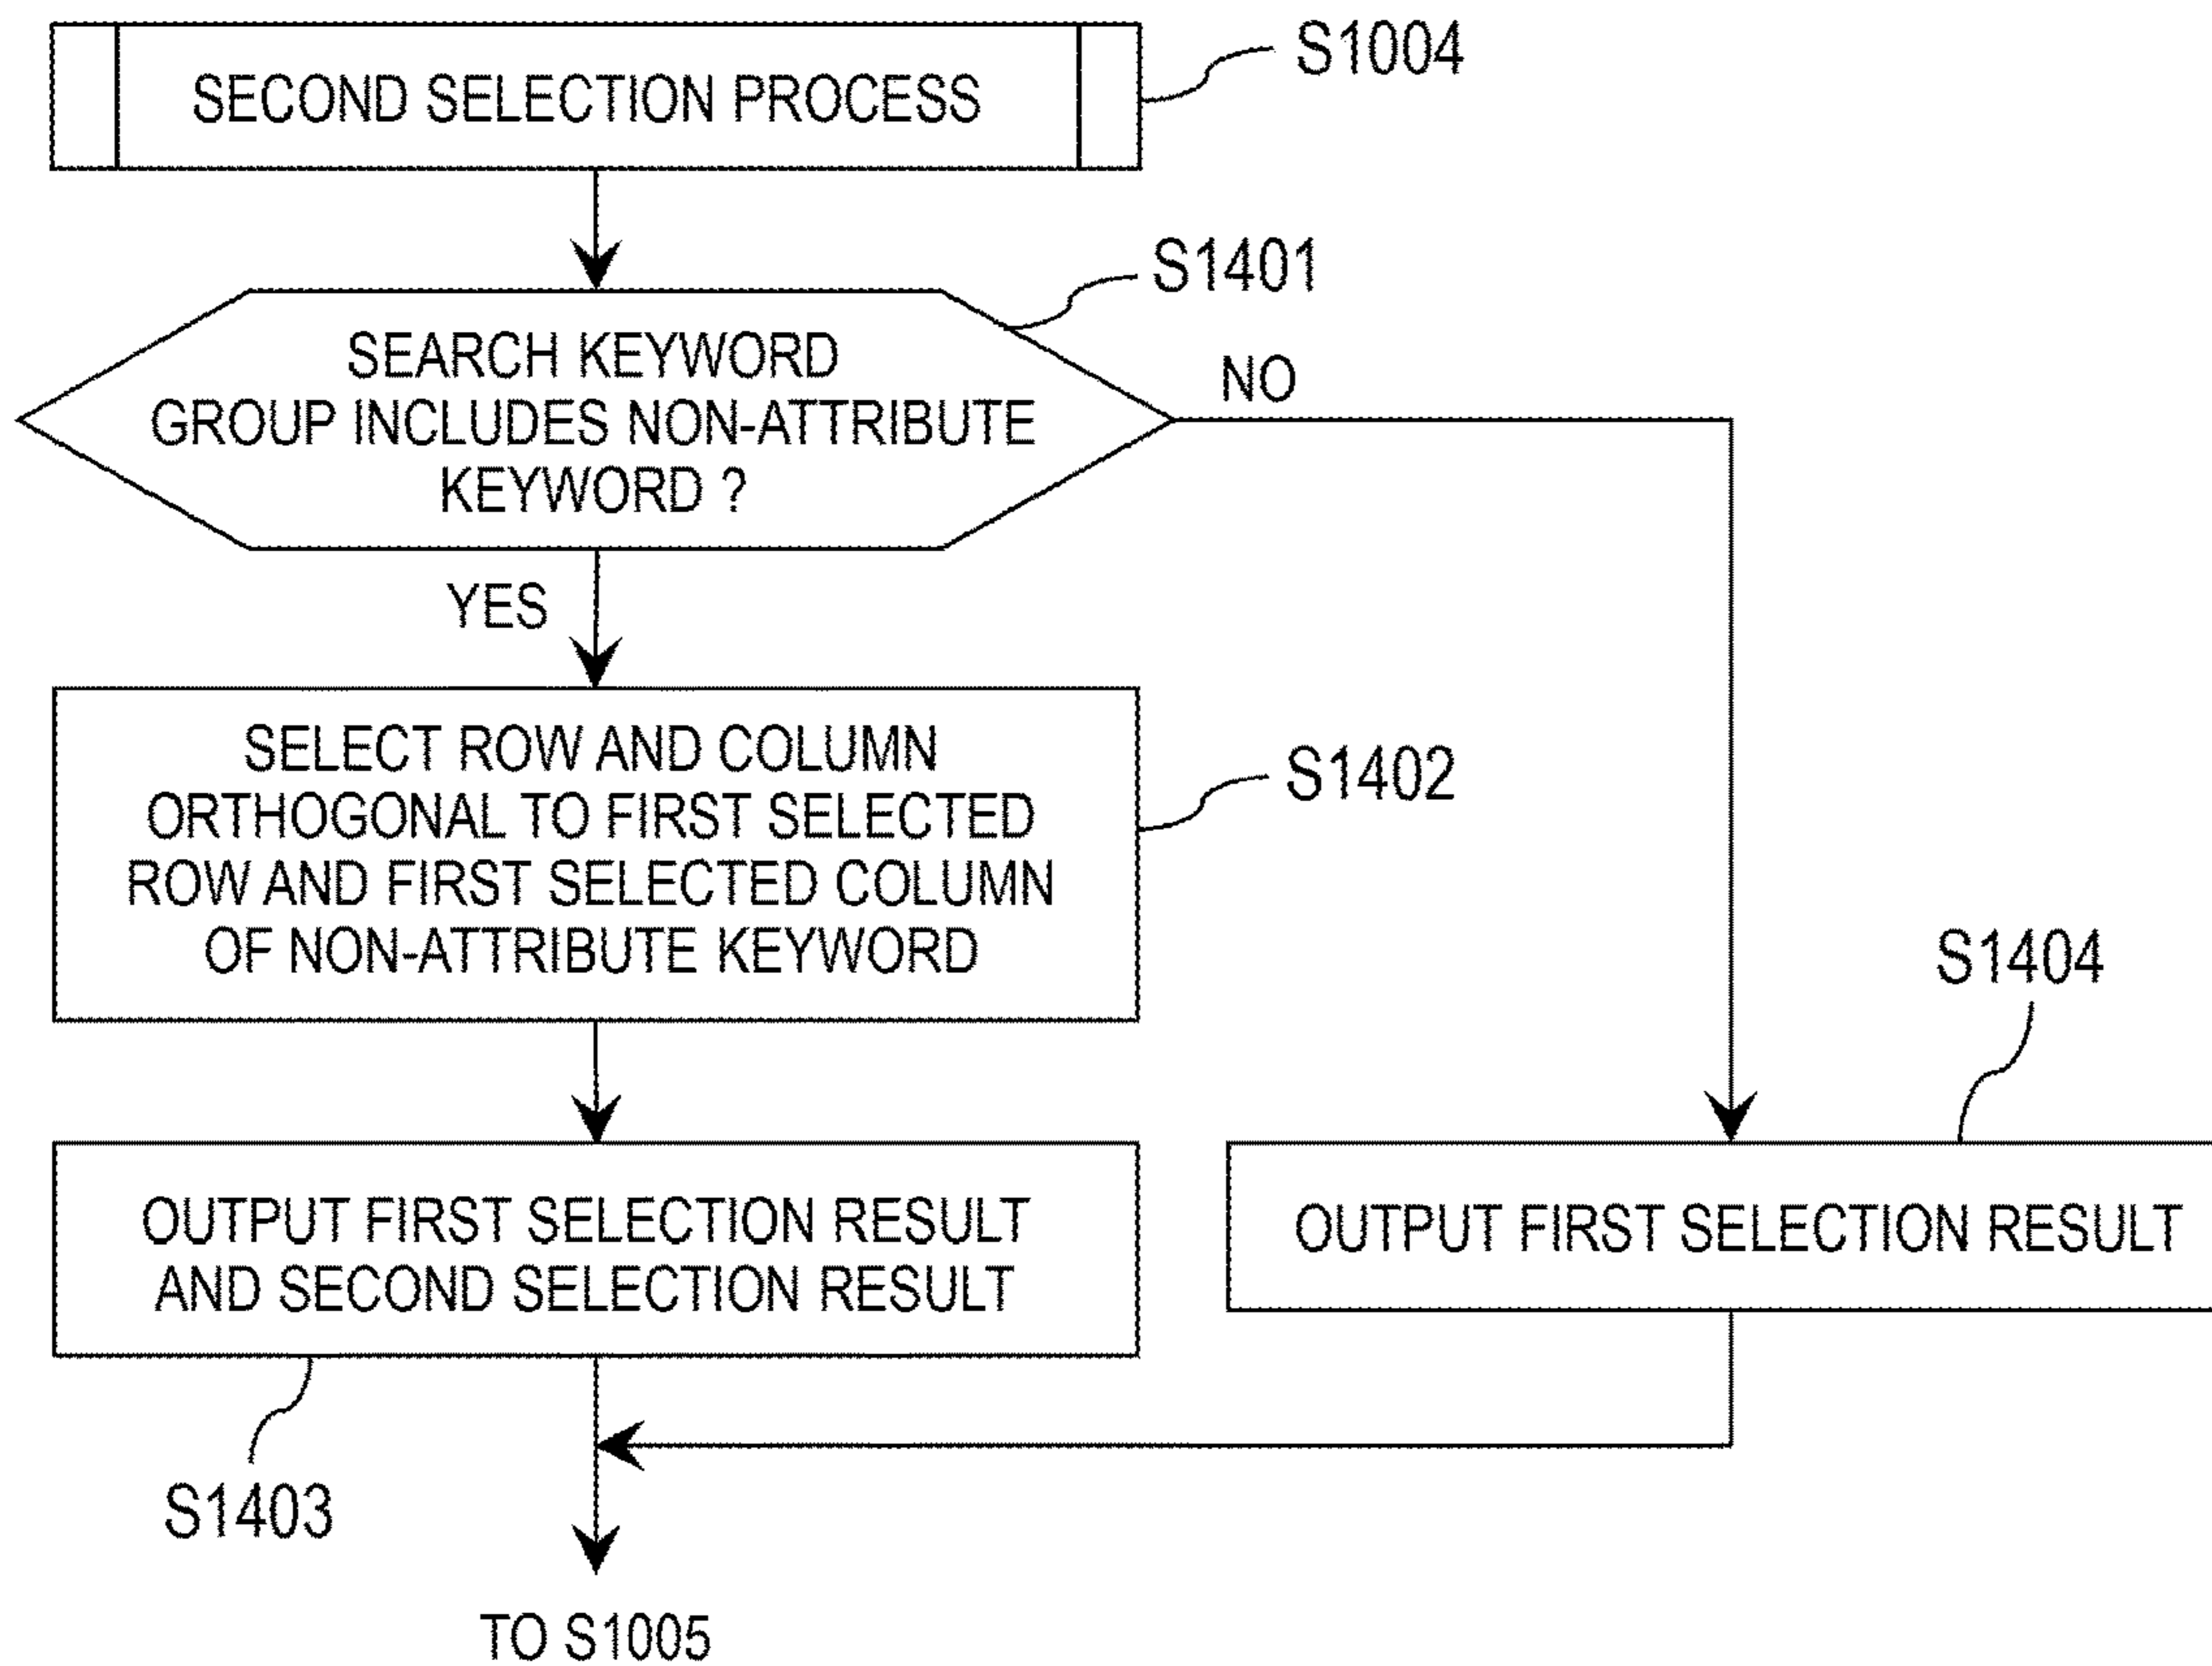 SECOND SELECTION PROCESS
S1004
S1401
SEARCH KEYWORD
GROUP INCLUDES NON-ATTRIBUTE
KEYWORD ?
NO
YES
SELECT ROW AND COLUMN
ORTHOGONAL TO FIRST SELECTED
ROW AND FIRST SELECTED COLUMN
OF NON-ATTRIBUTE KEYWORD
S1402
S1404
OUTPUT FIRST SELECTION RESULT
AND SECOND SELECTION RESULT
OUTPUT FIRST SELECTION RESULT
S1403
TO S1005